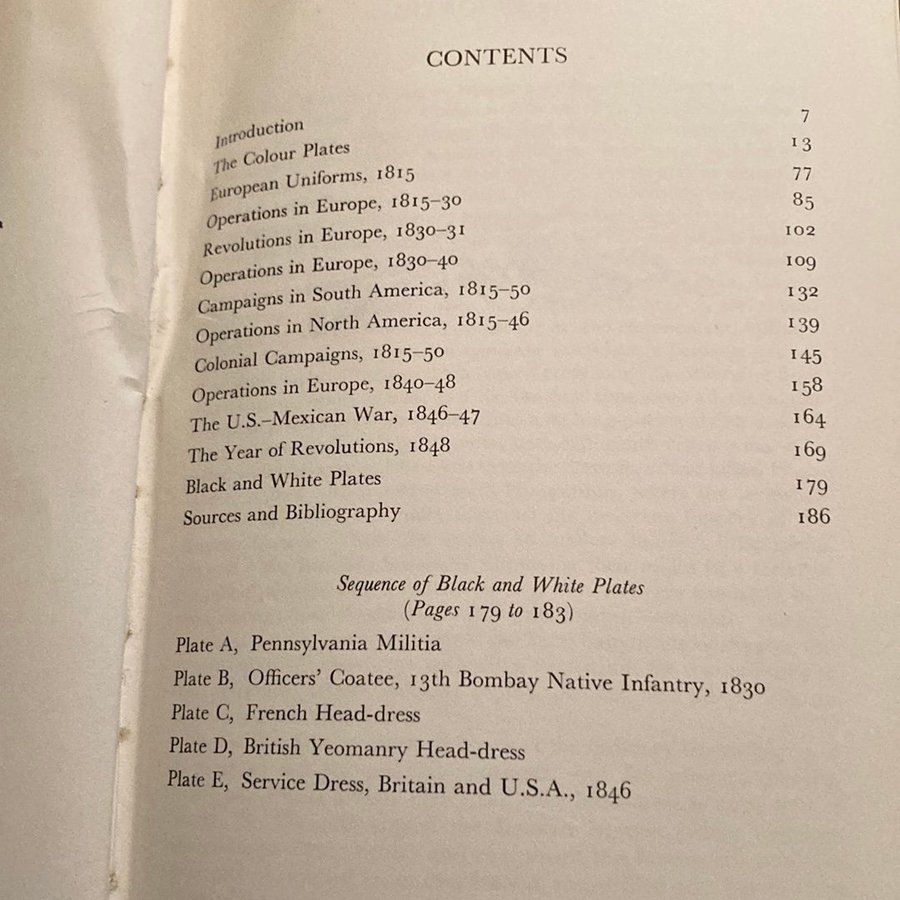 CONTENTS
Introduction 7
The Colour Plates 13
European Uniforms, 1815 77
Operations in Europe, 1815–30 85
Revolutions in Europe, 1830–31 102
Operations in Europe, 1830–40 109
Campaigns in South America, 1815–50 132
Operations in North America, 1815–46 139
Colonial Campaigns, 1815–50 145
Operations in Europe, 1840–48 158
The U.S.–Mexican War, 1846–47 164
The Year of Revolutions, 1848 169
Black and White Plates 179
Sources and Bibliography 186
Sequence of Black and White Plates
(Pages 179 to 183)
Plate A, Pennsylvania Militia
Plate B, Officers' Coatee, 13th Bombay Native Infantry, 1830
Plate C, French Head-dress
Plate D, British Yeomanry Head-dress
Plate E, Service Dress, Britain and U.S.A., 1846